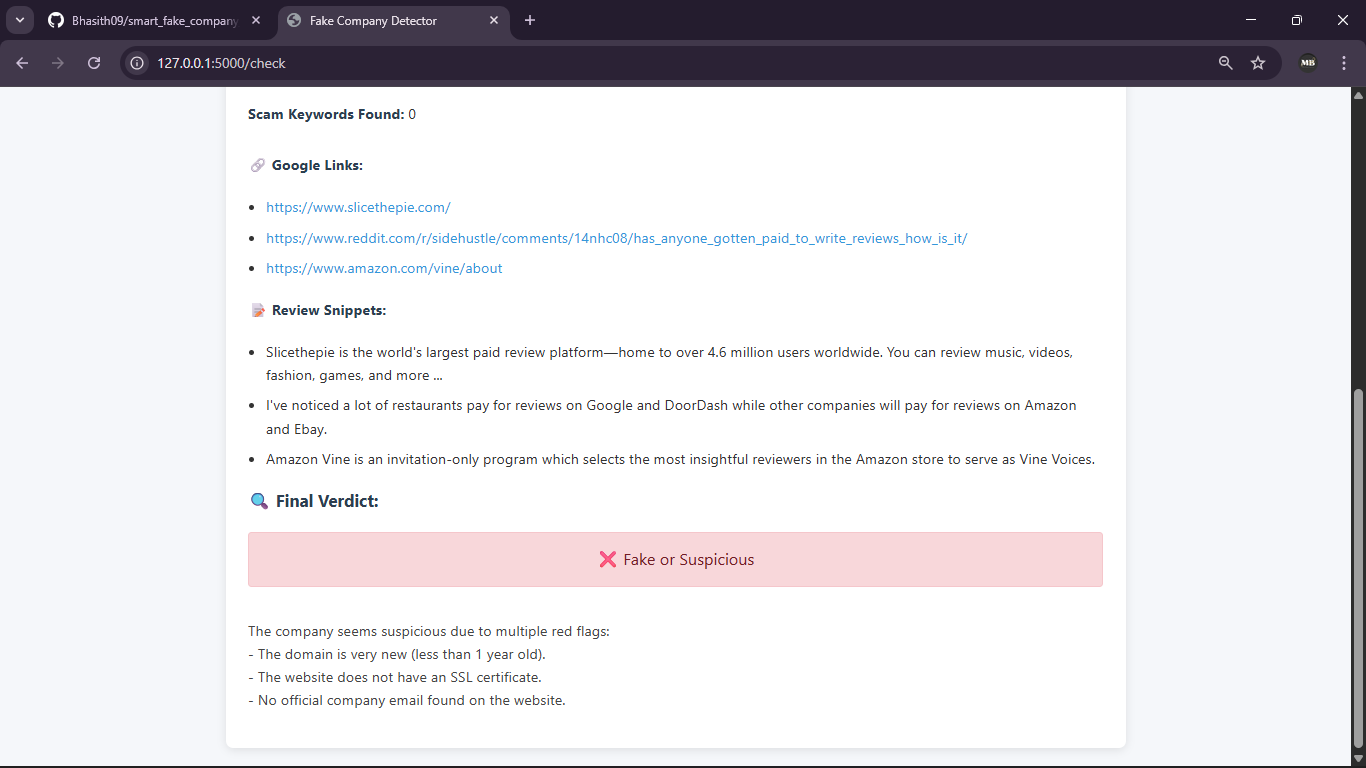 Bhasith09/smart_fake_company
Fake Company Detector
127.0.0.1:5000/check
MB
Scam Keywords Found: 0
🔗 Google Links:
• https://www.slicethepie.com/
• https://www.reddit.com/r/sidehustle/comments/14nhc08/has_anyone_gotten_paid_to_write_reviews_how_is_it/
• https://www.amazon.com/vine/about
📝 Review Snippets:
• Slicethepie is the world's largest paid review platform—home to over 4.6 million users worldwide. You can review music, videos,
fashion, games, and more ...
• I've noticed a lot of restaurants pay for reviews on Google and DoorDash while other companies will pay for reviews on Amazon
and Ebay.
• Amazon Vine is an invitation-only program which selects the most insightful reviewers in the Amazon store to serve as Vine Voices.
🔍 Final Verdict:
❌ Fake or Suspicious
The company seems suspicious due to multiple red flags:
- The domain is very new (less than 1 year old).
- The website does not have an SSL certificate.
- No official company email found on the website.